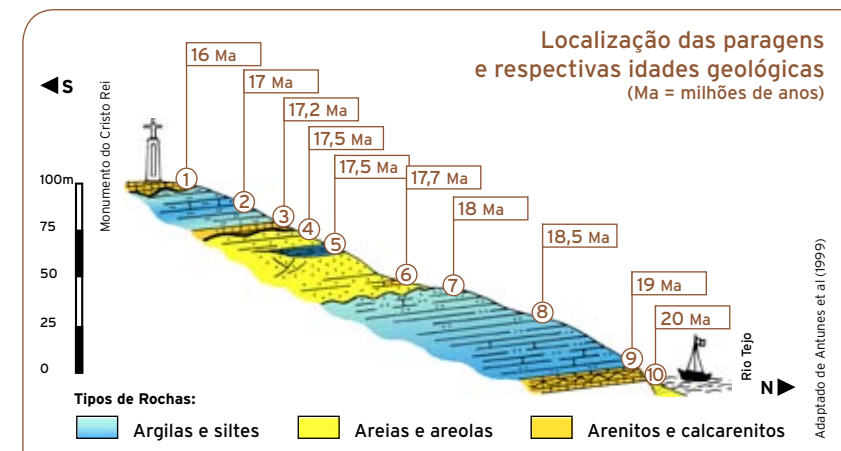 Localização das paragens
e respectivas idades geológicas
(Ma = milhões de anos)
S
Monumento do Cristo Rei
16 Ma
17 Ma
17,2 Ma
17,5 Ma
17,5 Ma
17,7 Ma
18 Ma
18,5 Ma
19 Ma
20 Ma
1
2
3
4
5
6
7
8
9
10
100m
75
50
25
0
Rio Tejo
N
Adaptado de Antunes et al (1999)
Tipos de Rochas:
Argilas e siltes
Areias e areolas
Arenitos e calcarenitos